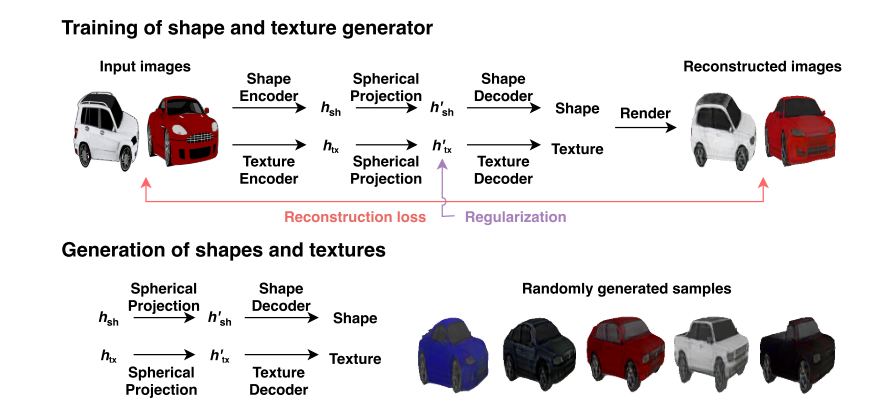 Training of shape and texture generator
Input images
Shape
Encoder
Spherical
Projection
Shape
Decoder
Reconstructed images
h_sh
h'_sh
Shape
Render
h_tx
h'_tx
Texture
Texture
Encoder
Spherical
Projection
Texture
Decoder
Reconstruction loss
Regularization
Generation of shapes and textures
Spherical
Projection
Shape
Decoder
Randomly generated samples
h_sh
h'_sh
Shape
h_tx
h'_tx
Texture
Spherical
Projection
Texture
Decoder